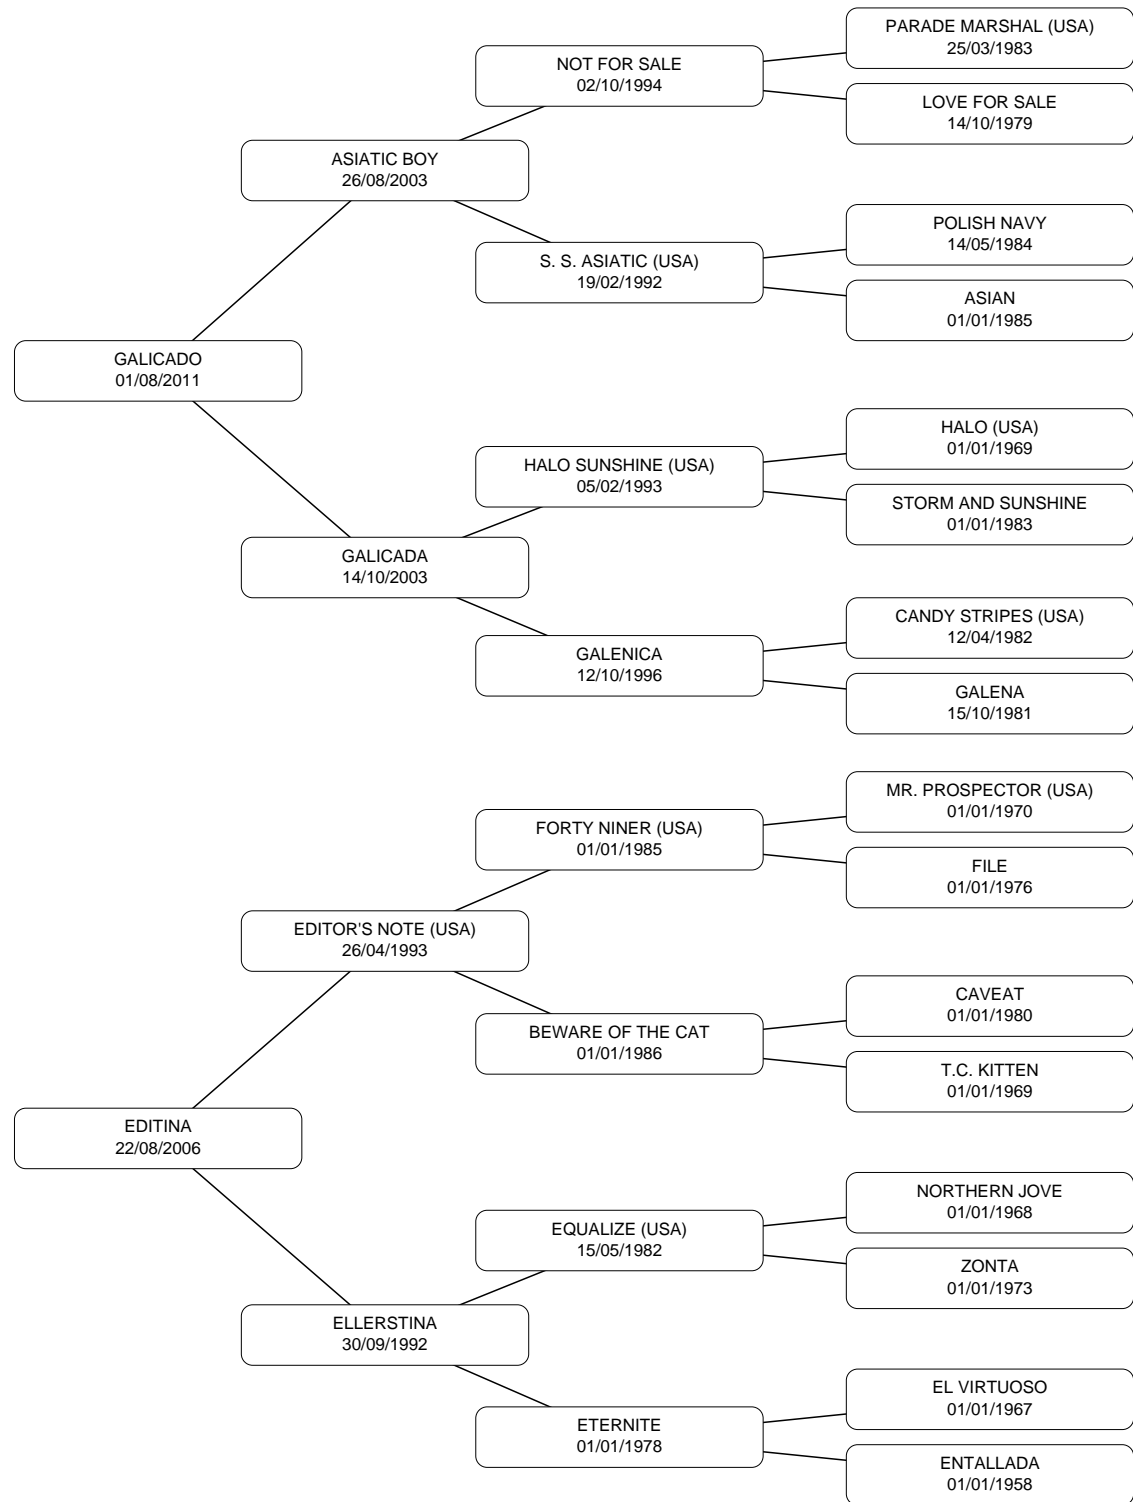 PARADE MARSHAL (USA)
25/03/1983
NOT FOR SALE
02/10/1994
LOVE FOR SALE
14/10/1979
ASIATIC BOY
26/08/2003
POLISH NAVY
14/05/1984
S. S. ASIATIC (USA)
19/02/1992
ASIAN
01/01/1985
GALICADO
01/08/2011
HALO (USA)
01/01/1969
HALO SUNSHINE (USA)
05/02/1993
STORM AND SUNSHINE
01/01/1983
GALICADA
14/10/2003
CANDY STRIPES (USA)
12/04/1982
GALENICA
12/10/1996
GALENA
15/10/1981
MR. PROSPECTOR (USA)
01/01/1970
FORTY NINER (USA)
01/01/1985
FILE
01/01/1976
EDITOR'S NOTE (USA)
26/04/1993
CAVEAT
01/01/1980
BEWARE OF THE CAT
01/01/1986
T.C. KITTEN
01/01/1969
EDITINA
22/08/2006
NORTHERN JOVE
01/01/1968
EQUALIZE (USA)
15/05/1982
ZONTA
01/01/1973
ELLERSTINA
30/09/1992
EL VIRTUOSO
01/01/1967
ETERNITE
01/01/1978
ENTALLADA
01/01/1958